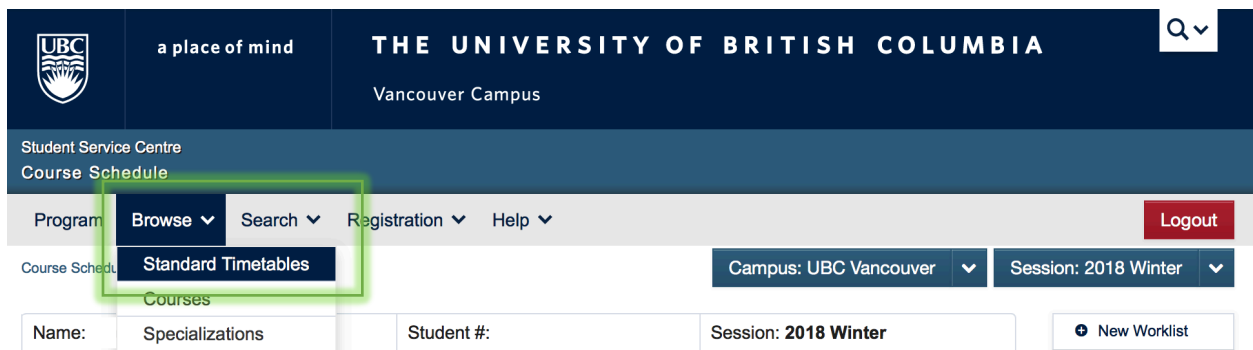 UBC
a place of mind
THE UNIVERSITY OF BRITISH COLUMBIA
Vancouver Campus
Student Service Centre
Course Schedule
Program Browse Search Registration Help Logout
Course Schedu Standard Timetables Campus: UBC Vancouver Session: 2018 Winter
Courses
Name: Specializations Student #: Session: 2018 Winter New Worklist